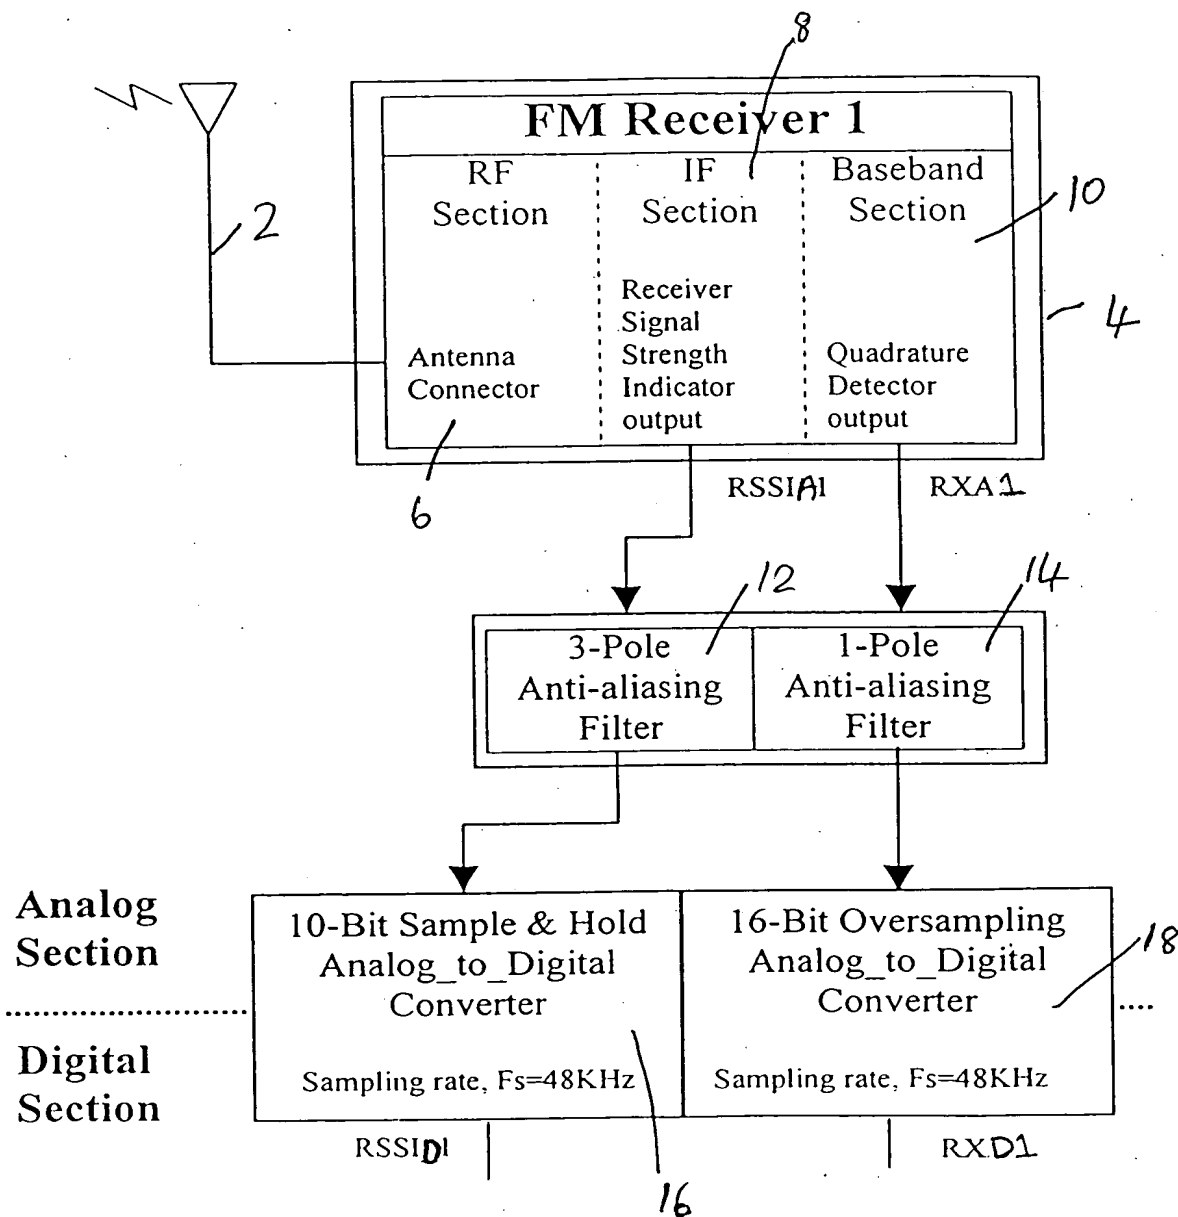 8
FM Receiver 1
RF
Section
IF
Section
Baseband
Section
10
2
Receiver
Signal
Strength
Indicator
output
4
Antenna
Connector
Quadrature
Detector
output
6
RSSIA1
RXA1
12
14
3-Pole
Anti-aliasing
Filter
1-Pole
Anti-aliasing
Filter
Analog
Section
10-Bit Sample & Hold
Analog_to_Digital
Converter
16-Bit Oversampling
Analog_to_Digital
Converter
18
Digital
Section
Sampling rate, Fs=48KHz
Sampling rate, Fs=48KHz
RSSID1
RXD1
16